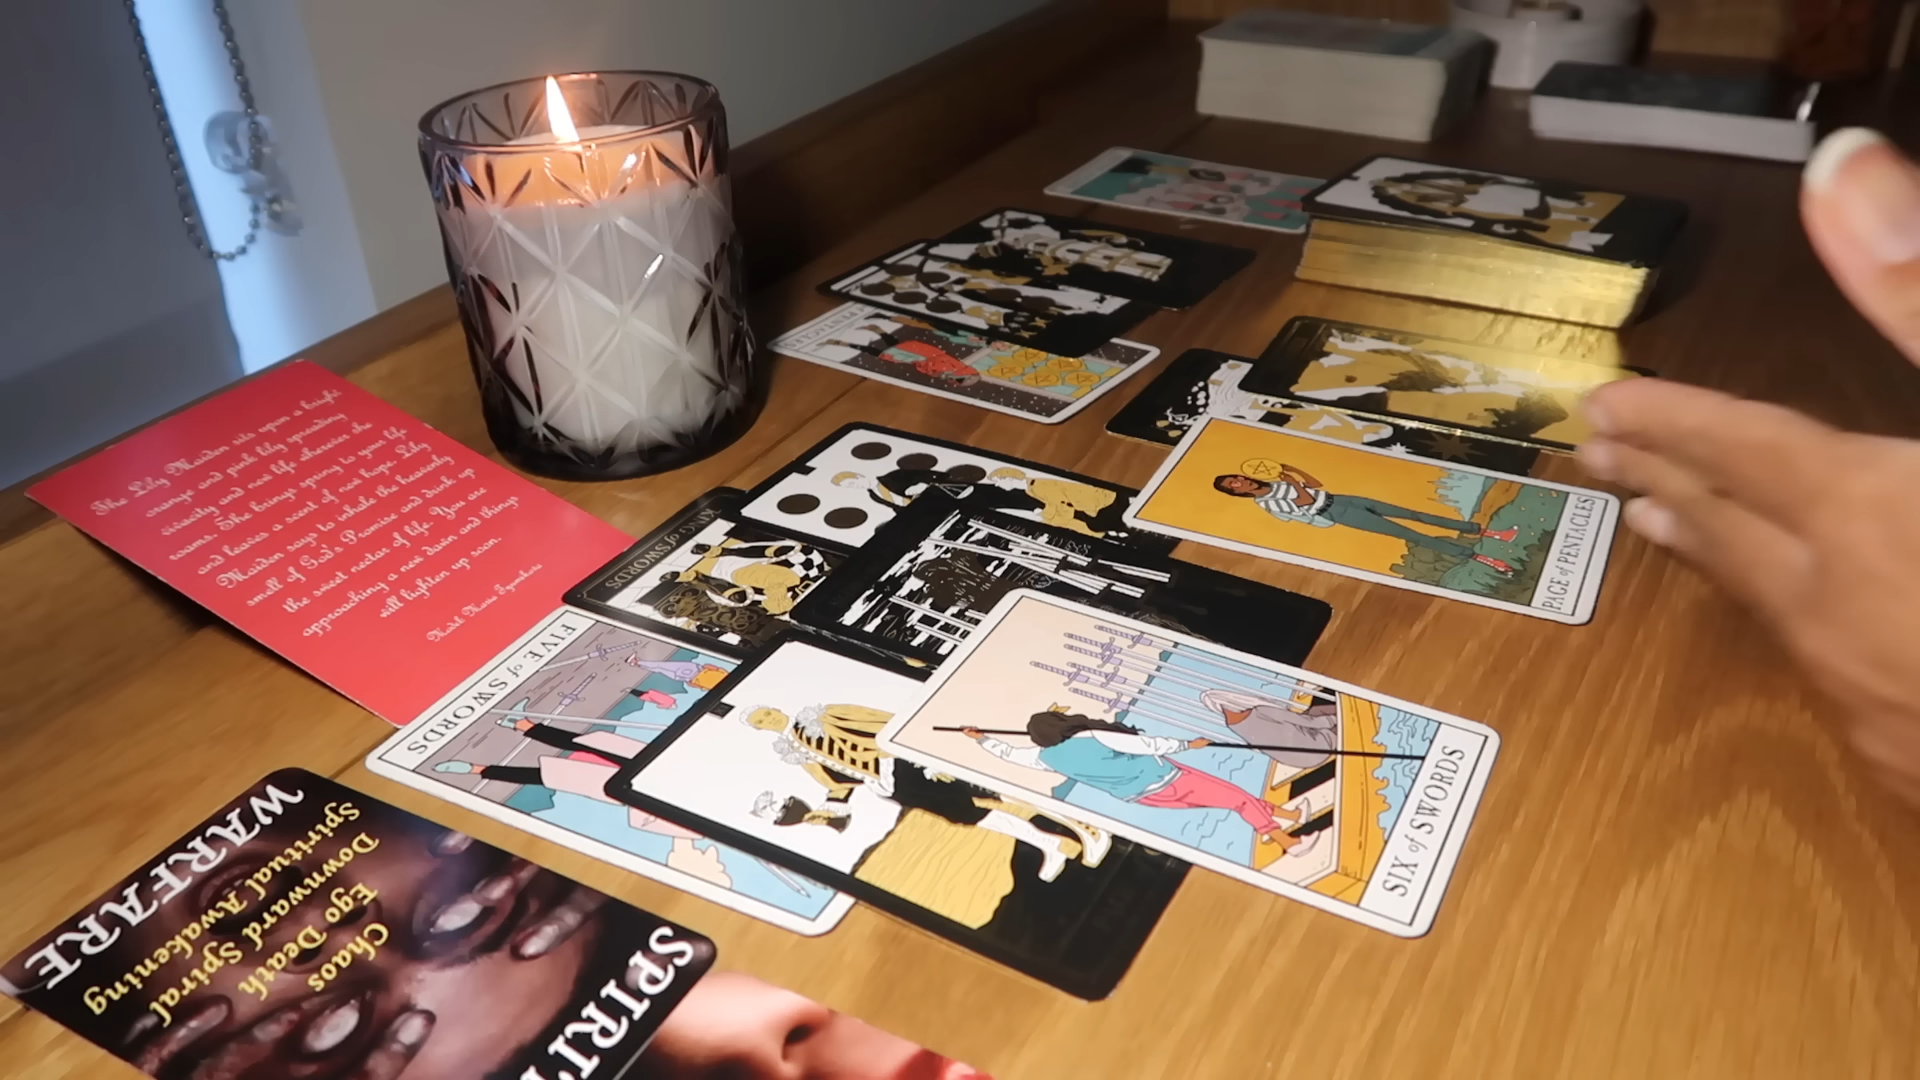 The Lily Maiden sits upon a bright
orange and pink lily spreading
vivacity and new life wherever she
roams. She brings spring to your life
and leaves a scent of new hope. Lily
Maiden says to inhale the heavenly
smell of God's Promise and drink up
the sweet nectar of life. You are
approaching a new dawn and things
will lighten up soon.
PENTACLES
KING of SWORDS
FIVE of SWORDS
PAGE of PENTACLES
SIX of SWORDS
SPIRIT
WARFARE
Chaos
Ego Death
Downward Spiral
Spiritual Awakening